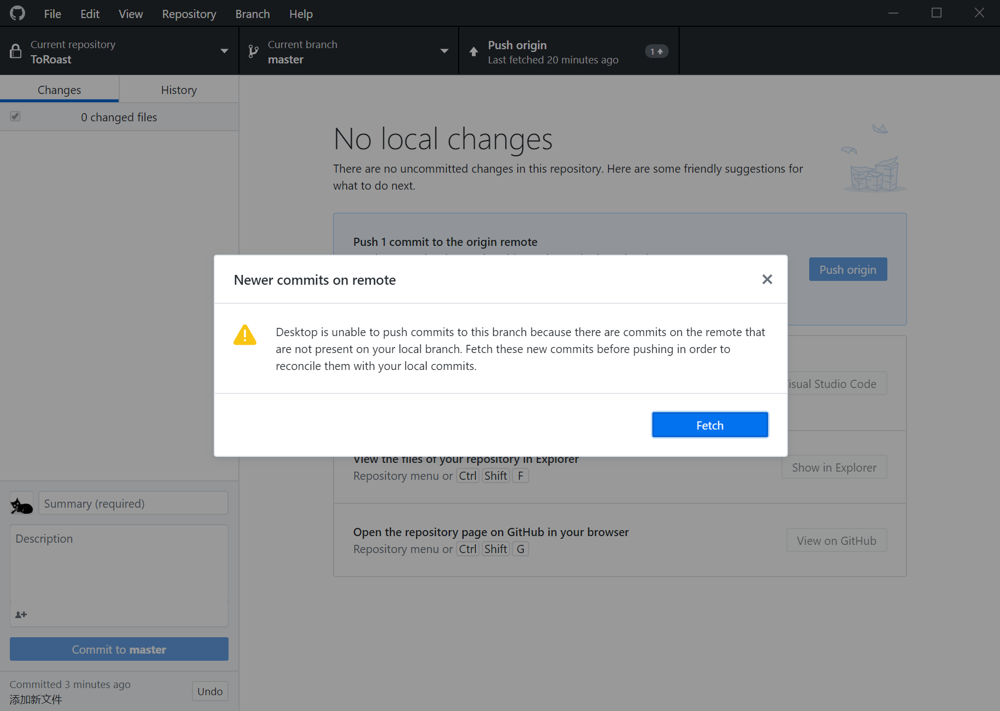 File Edit View Repository Branch Help
Current repository
ToRoast
Current branch
master
Push origin
Last fetched 20 minutes ago
1
Changes
History
0 changed files
No local changes
There are no uncommitted changes in this repository. Here are some friendly suggestions for
what to do next.
Push 1 commit to the origin remote
Push origin
Newer commits on remote
Desktop is unable to push commits to this branch because there are commits on the remote that
are not present on your local branch. Fetch these new commits before pushing in order to
reconcile them with your local commits.
Fetch
isual Studio Code
View the files of your repository in Explorer
Repository menu or Ctrl Shift F
Show in Explorer
Open the repository page on GitHub in your browser
Repository menu or Ctrl Shift G
View on GitHub
Summary (required)
Description
Commit to master
Committed 3 minutes ago
添加新文件
Undo